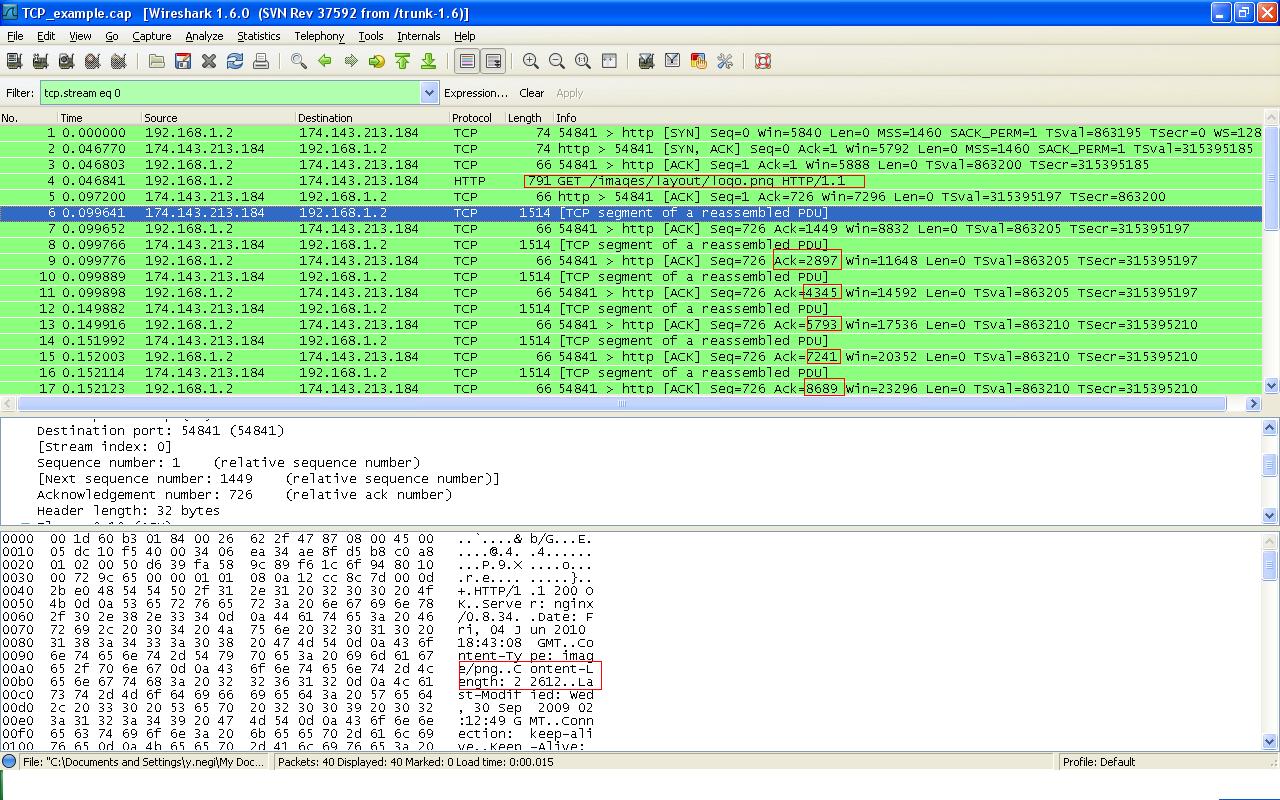 TCP_example.cap [Wireshark 1.6.0 (SVN Rev 37592 from /trunk-1.6)]
File Edit View Go Capture Analyze Statistics Telephony Tools Internals Help
Filter: tcp.stream eq 0 Expression... Clear Apply
No. Time Source Destination Protocol Length Info
1 0.000000 192.168.1.2 174.143.213.184 TCP 74 54841 > http [SYN] Seq=0 Win=5840 Len=0 MSS=1460 SACK_PERM=1 TSval=863195 TSecr=0 WS=128
2 0.046770 174.143.213.184 192.168.1.2 TCP 74 http > 54841 [SYN, ACK] Seq=0 Ack=1 Win=5792 Len=0 MSS=1460 SACK_PERM=1 TSval=315395185
3 0.046803 192.168.1.2 174.143.213.184 TCP 66 54841 > http [ACK] Seq=1 Ack=1 Win=5888 Len=0 TSval=863200 TSecr=315395185
4 0.046841 192.168.1.2 174.143.213.184 HTTP 791 GET /images/layout/logo.png HTTP/1.1
5 0.097200 174.143.213.184 192.168.1.2 TCP 66 http > 54841 [ACK] Seq=1 Ack=726 Win=7296 Len=0 TSval=315395197 TSecr=863200
6 0.099641 174.143.213.184 192.168.1.2 TCP 1514 [TCP segment of a reassembled PDU]
7 0.099652 192.168.1.2 174.143.213.184 TCP 66 54841 > http [ACK] Seq=726 Ack=1449 Win=8832 Len=0 TSval=863205 TSecr=315395197
8 0.099766 174.143.213.184 192.168.1.2 TCP 1514 [TCP segment of a reassembled PDU]
9 0.099776 192.168.1.2 174.143.213.184 TCP 66 54841 > http [ACK] Seq=726 Ack=2897 Win=11648 Len=0 TSval=863205 TSecr=315395197
10 0.099889 174.143.213.184 192.168.1.2 TCP 1514 [TCP segment of a reassembled PDU]
11 0.099898 192.168.1.2 174.143.213.184 TCP 66 54841 > http [ACK] Seq=726 Ack=4345 Win=14592 Len=0 TSval=863205 TSecr=315395197
12 0.149882 174.143.213.184 192.168.1.2 TCP 1514 [TCP segment of a reassembled PDU]
13 0.149916 192.168.1.2 174.143.213.184 TCP 66 54841 > http [ACK] Seq=726 Ack=5793 Win=17536 Len=0 TSval=863210 TSecr=315395210
14 0.151992 174.143.213.184 192.168.1.2 TCP 1514 [TCP segment of a reassembled PDU]
15 0.152003 192.168.1.2 174.143.213.184 TCP 66 54841 > http [ACK] Seq=726 Ack=7241 Win=20352 Len=0 TSval=863210 TSecr=315395210
16 0.152114 174.143.213.184 192.168.1.2 TCP 1514 [TCP segment of a reassembled PDU]
17 0.152123 192.168.1.2 174.143.213.184 TCP 66 54841 > http [ACK] Seq=726 Ack=8689 Win=23296 Len=0 TSval=863210 TSecr=315395210
Destination port: 54841 (54841)
[Stream index: 0]
Sequence number: 1 (relative sequence number)
[Next sequence number: 1449 (relative sequence number)]
Acknowledgement number: 726 (relative ack number)
Header length: 32 bytes
0000 00 1d 60 b3 01 84 00 26 62 2f 47 87 08 00 45 00 ..`....& b/G...E.
0010 05 dc 10 f5 40 00 34 06 ea 34 ae 8f d5 b8 c0 a8 ....@.4. .4......
0020 01 02 00 50 d6 39 fa 58 9c 89 f6 1c 6f 94 80 10 ...P.9.X ....o...
0030 00 72 9c 65 00 00 01 01 08 0a 12 cc 8c 7d 00 0d .r.e.... .....}..
0040 2b e0 48 54 54 50 2f 31 2e 31 20 32 30 30 20 4f +.HTTP/1 .1 200 O
0050 4b 0d 0a 53 65 72 76 65 72 3a 20 6e 67 69 6e 78 K..Serve r: nginx
0060 2f 30 2e 38 2e 33 34 0d 0a 44 61 74 65 3a 20 46 /0.8.34. .Date: F
0070 72 69 2c 20 30 34 20 4a 75 6e 20 32 30 31 30 20 ri, 04 J un 2010
0080 31 38 3a 34 33 3a 30 38 20 47 4d 54 0d 0a 43 6f 18:43:08 GMT..Co
0090 6e 74 65 6e 74 2d 54 79 70 65 3a 20 69 6d 61 67 ntent-Ty pe: imag
00a0 65 2f 70 6e 67 0d 0a 43 6f 6e 74 65 6e 74 2d 4c e/png..C ontent-L
00b0 65 6e 67 74 68 3a 20 32 32 36 31 32 0d 0a 4c 61 ength: 2 2612..La
00c0 73 74 2d 4d 6f 64 69 66 69 65 64 3a 20 57 65 64 st-Modif ied: Wed
00d0 2c 20 33 30 20 53 65 70 20 32 30 30 39 20 30 32 , 30 Sep 2009 02
00e0 3a 31 32 3a 34 39 20 47 4d 54 0d 0a 43 6f 6e 6e :12:49 G MT..Conn
00f0 65 63 74 69 6f 6e 3a 20 6b 65 65 70 2d 61 6c 69 ection: keep-ali
0100 76 65 0d 0a 4b 65 65 70 2d 41 6c 69 76 65 3a 20 ve..Keep -Alive:
File: "C:\Documents and Settings\y.negi\My Doc... Packets: 40 Displayed: 40 Marked: 0 Load time: 0:00.015 Profile: Default